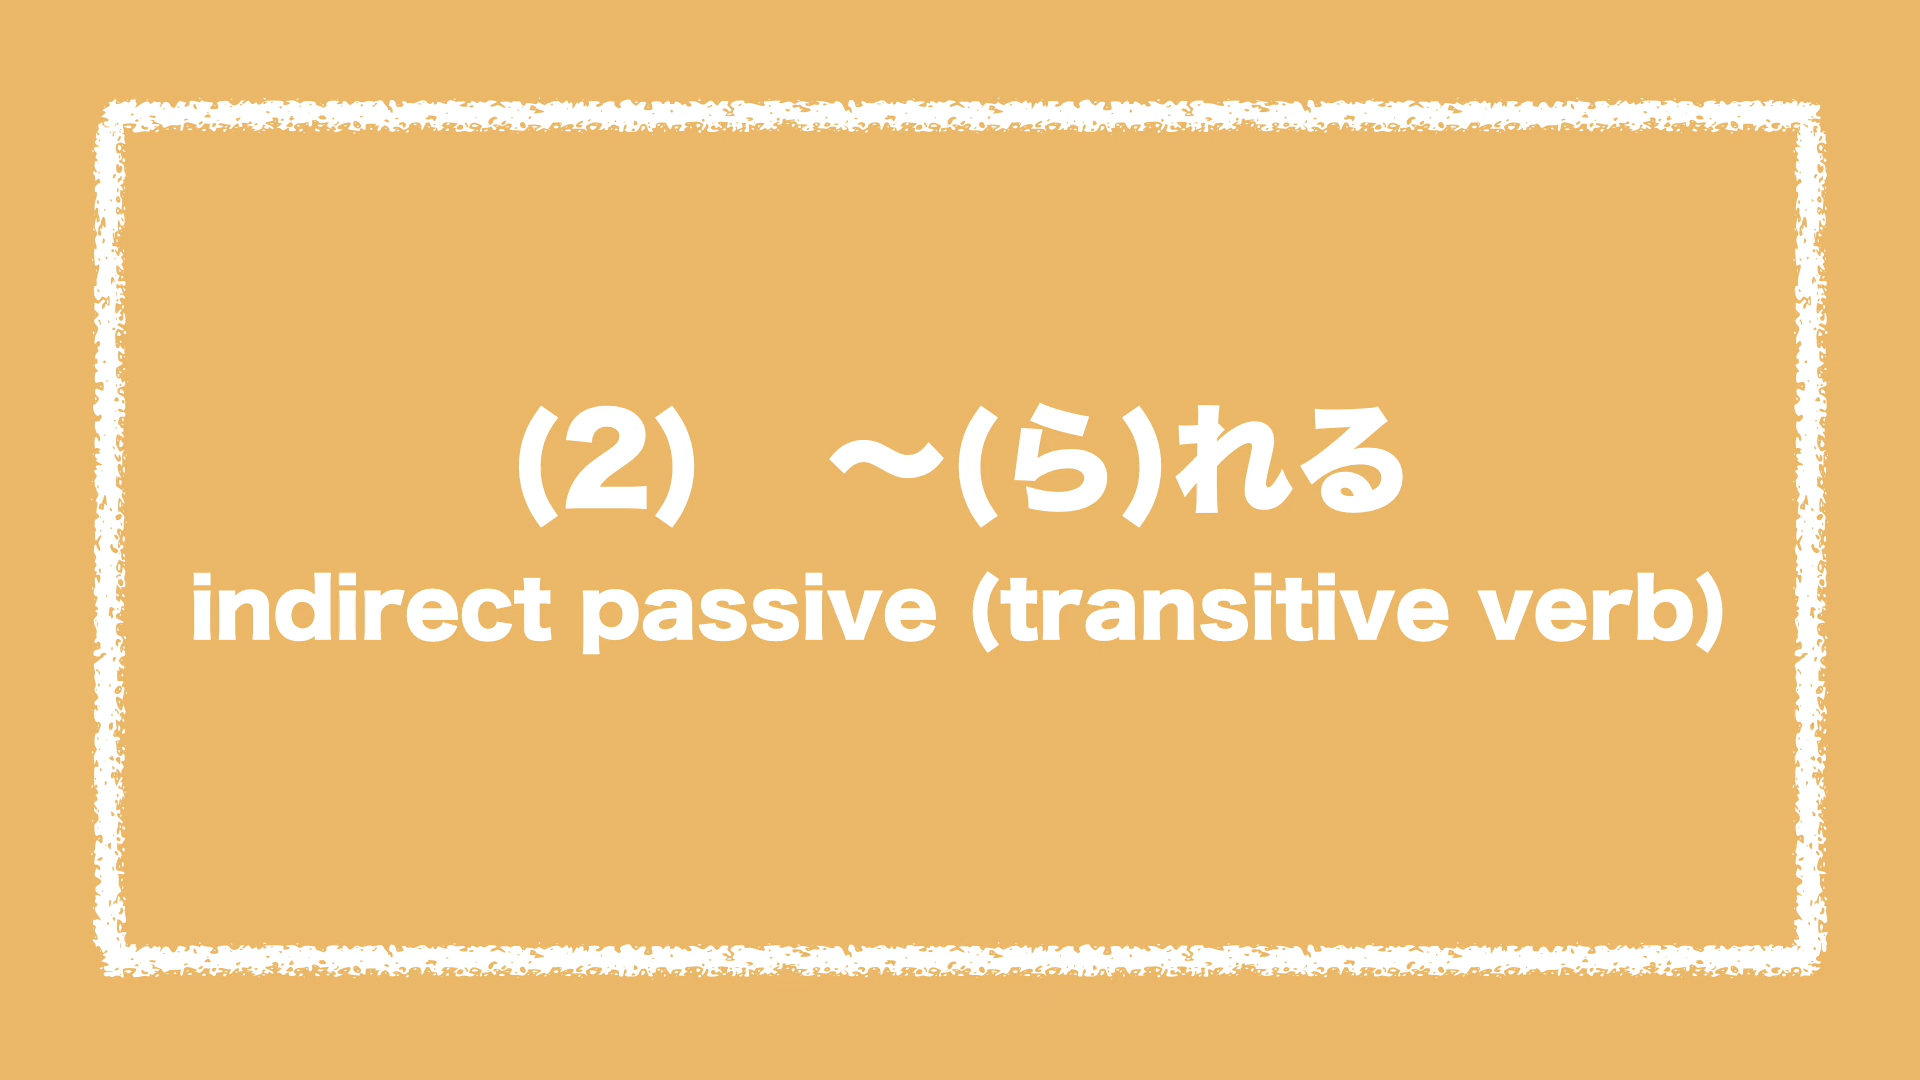 (2)　〜(ら)れる
indirect passive (transitive verb)